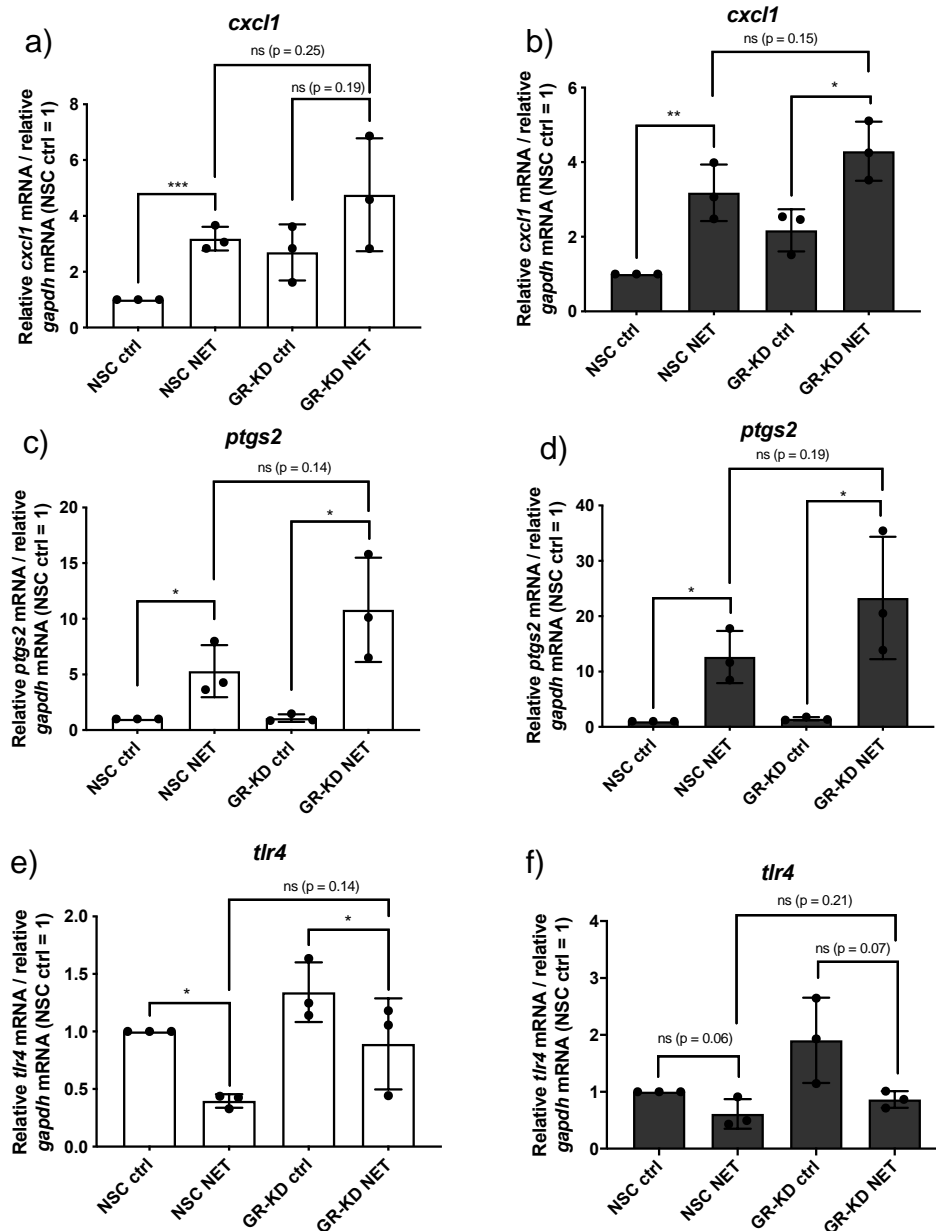 a)
cxcl1
ns (p = 0.25)
ns (p = 0.19)
***
Relative cxcl1 mRNA / relative
gapdh mRNA (NSC ctrl = 1)
8
6
4
2
0
NSC ctrl
NSC NET
GR-KD ctrl
GR-KD NET
b)
cxcl1
ns (p = 0.15)
*
**
Relative cxcl1 mRNA / relative
gapdh mRNA (NSC ctrl = 1)
6
4
2
0
NSC ctrl
NSC NET
GR-KD ctrl
GR-KD NET
c)
ptgs2
ns (p = 0.14)
*
*
Relative ptgs2 mRNA / relative
gapdh mRNA (NSC ctrl = 1)
20
15
10
5
0
NSC ctrl
NSC NET
GR-KD ctrl
GR-KD NET
d)
ptgs2
ns (p = 0.19)
*
*
Relative ptgs2 mRNA / relative
gapdh mRNA (NSC ctrl = 1)
40
30
20
10
0
NSC ctrl
NSC NET
GR-KD ctrl
GR-KD NET
e)
tlr4
ns (p = 0.14)
*
*
Relative tlr4 mRNA / relative
gapdh mRNA (NSC ctrl = 1)
2.0
1.5
1.0
0.5
0.0
NSC ctrl
NSC NET
GR-KD ctrl
GR-KD NET
f)
tlr4
ns (p = 0.21)
ns (p = 0.07)
ns (p = 0.06)
Relative tlr4 mRNA / relative
gapdh mRNA (NSC ctrl = 1)
4
3
2
1
0
NSC ctrl
NSC NET
GR-KD ctrl
GR-KD NET